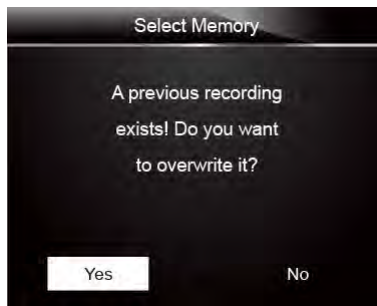 Select Memory
A previous recording
exists! Do you want
to overwrite it?
Yes No